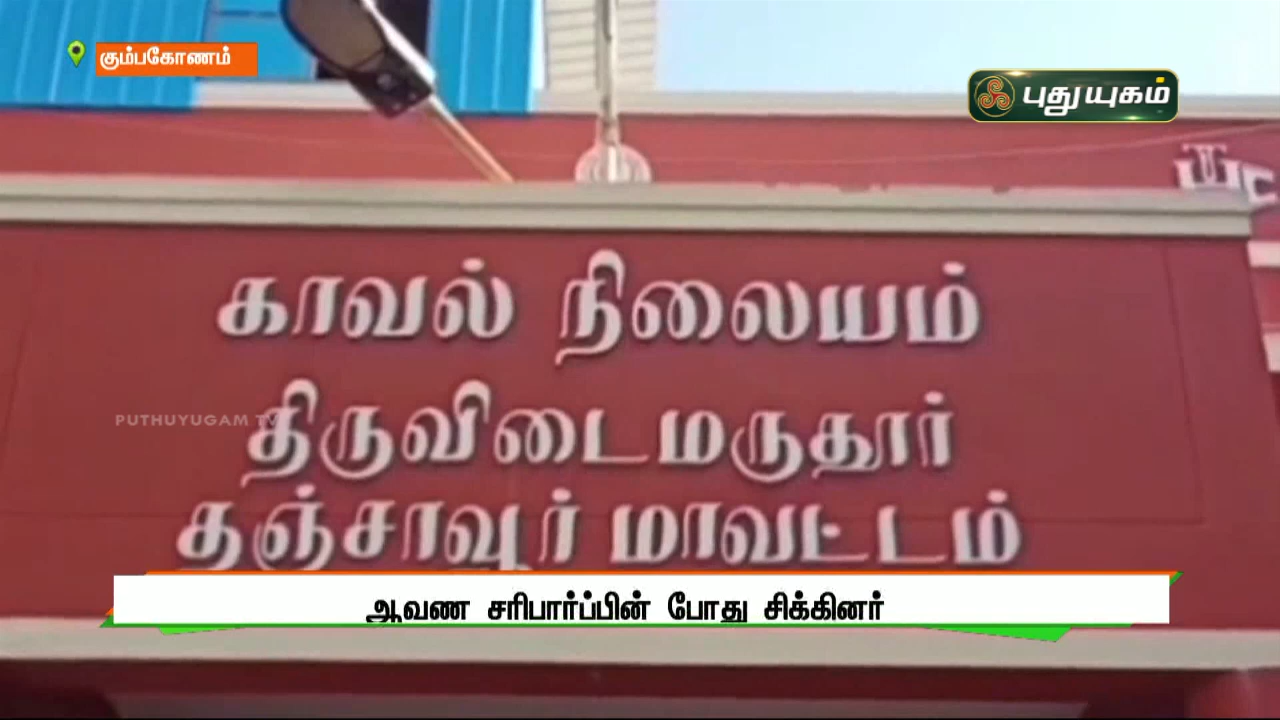 கும்பகோணம்
புதுயுகம்
காவல் நிலையம்
PUTHUYUGAM TV
திருவிடைமருதூர்
தஞ்சாவூர் மாவட்டம்
ஆவண சரிபார்ப்பின் போது சிக்கினர்